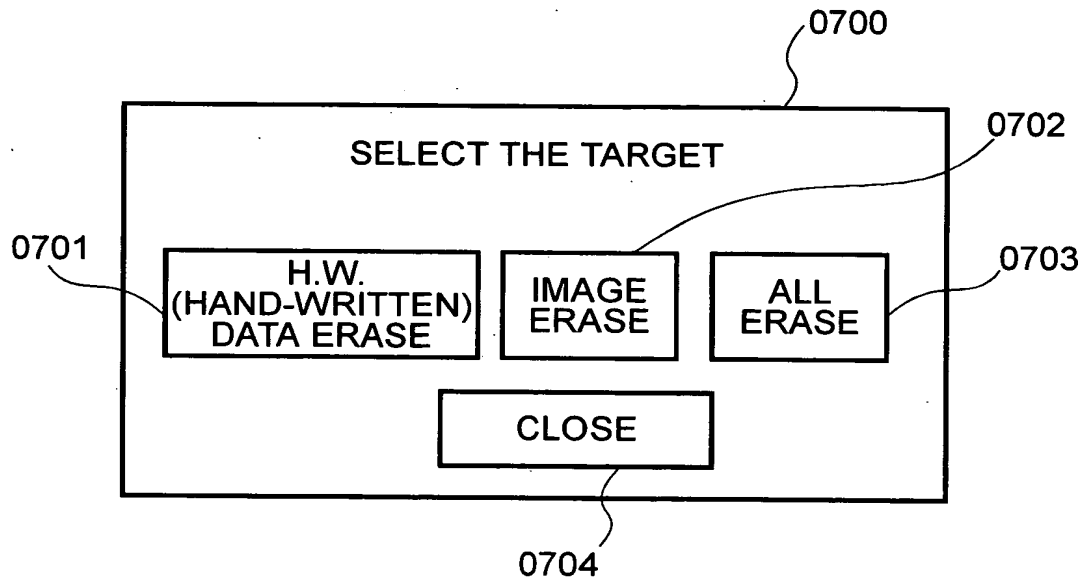 0700
SELECT THE TARGET
0702
0701
H.W.
(HAND-WRITTEN)
DATA ERASE
IMAGE
ERASE
ALL
ERASE
0703
CLOSE
0704